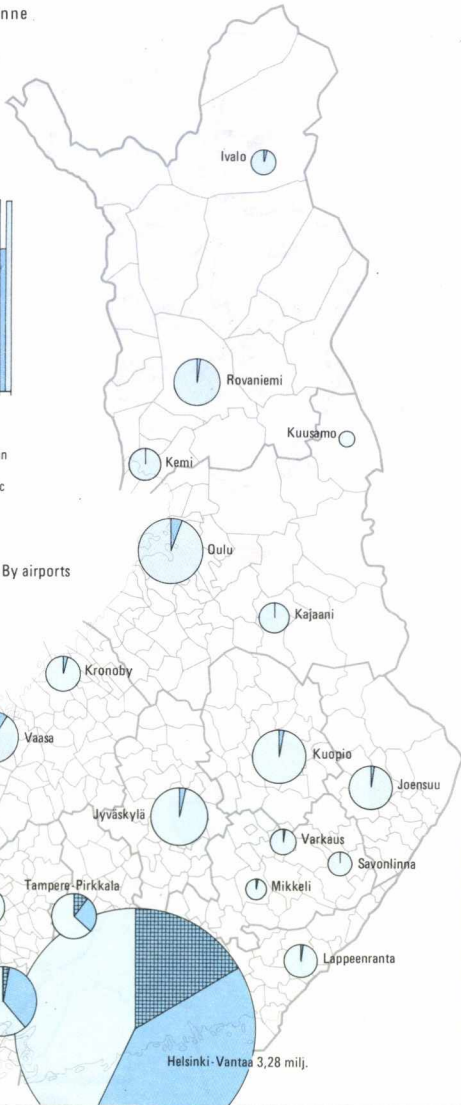 nne
Ivalo
Rovaniemi
Kuusamo
Kemi
n
c
Oulu
By airports
Kajaani
Kronoby
Vaasa
Kuopio
Joensuu
Jyväskylä
Varkaus
Savonlinna
Tampere-Pirkkala
Mikkeli
Lappeenranta
Helsinki-Vantaa 3,28 milj.